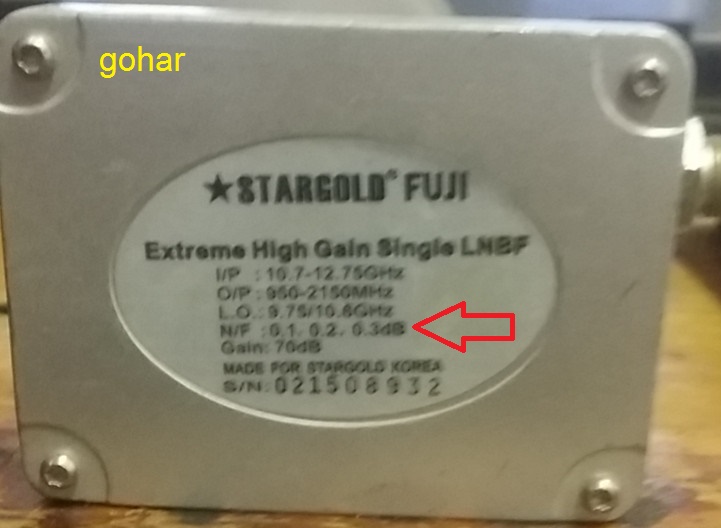 gohar
★STARGOLD® FUJI
Extreme High Gain Single LNBF
I/P : 10.7-12.75GHz
O/P : 950-2150MHz
L.O.: 9.75/10.6GHz
N/F : 0.1. 0.2. 0.3dB
Gain: 70dB
MADE FOR STARGOLD KOREA
S/N: 021508932